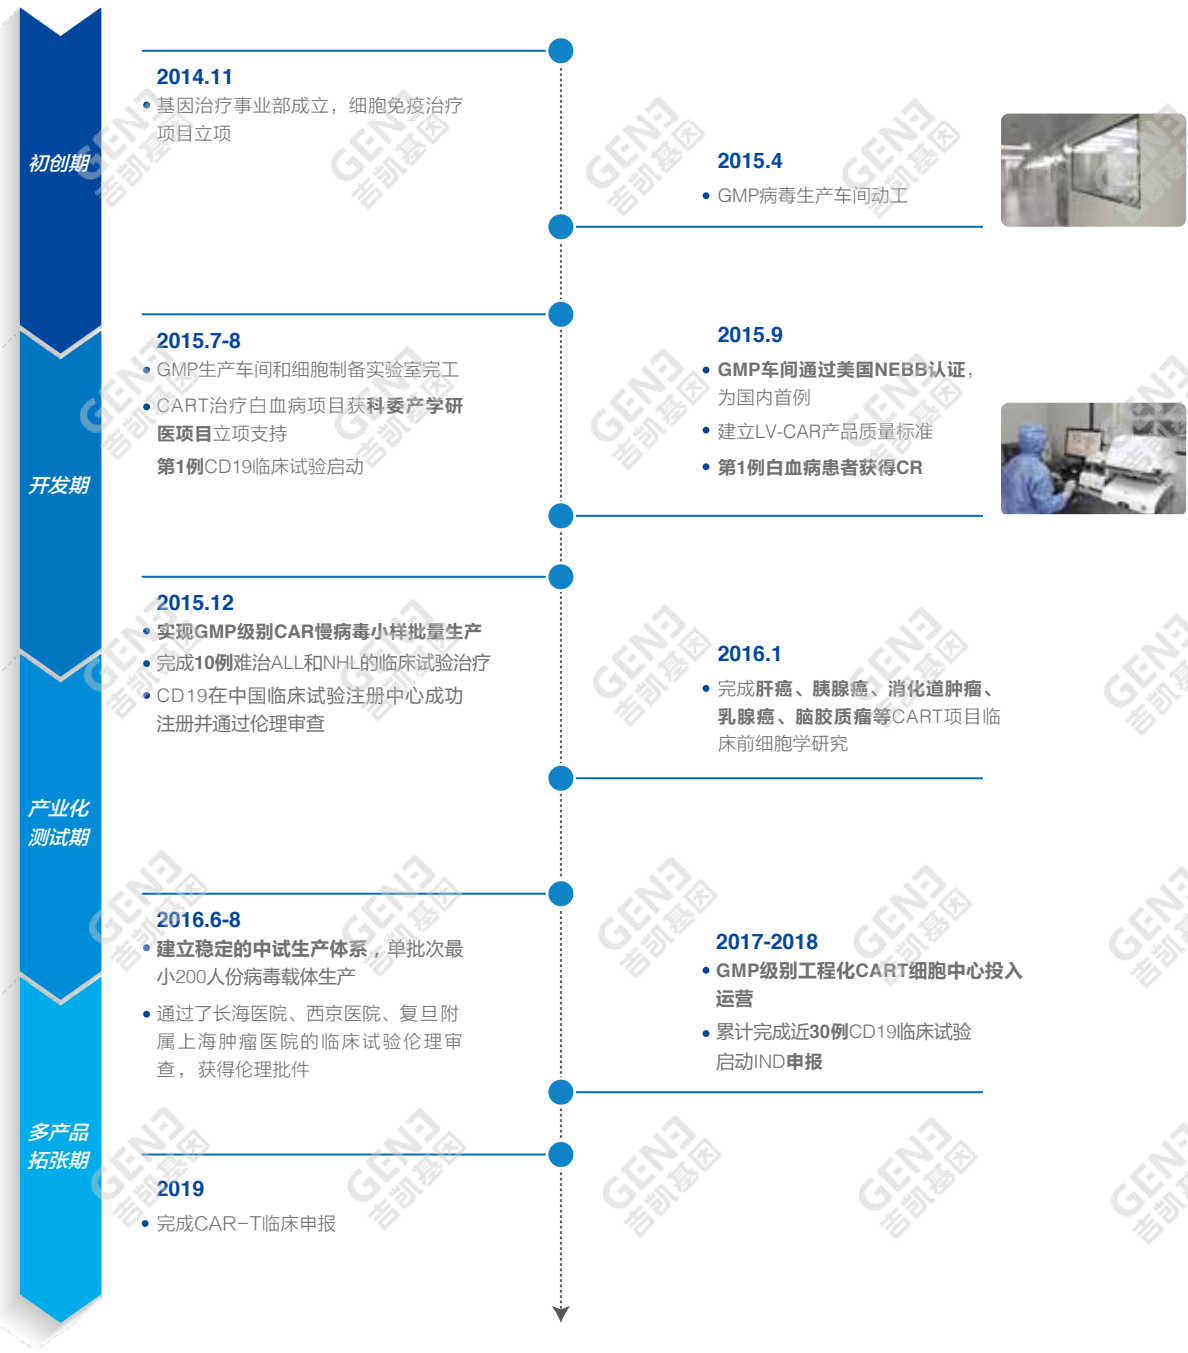 初创期
2014.11
基因治疗事业部成立，细胞免疫治疗
项目立项
2015.4
GMP病毒生产车间动工
开发期
2015.7-8
GMP生产车间和细胞制备实验室完工
CART治疗白血病项目获科委产学研
医项目立项支持
第1例CD19临床试验启动
2015.9
GMP车间通过美国NEBB认证，
为国内首例
建立LV-CAR产品质量标准
第1例白血病患者获得CR
2015.12
实现GMP级别CAR慢病毒小样批量生产
完成10例难治ALL和NHL的临床试验治疗
CD19在中国临床试验注册中心成功
注册并通过伦理审查
2016.1
完成肝癌、胰腺癌、消化道肿瘤、
乳腺癌、脑胶质瘤等CART项目临
床前细胞学研究
产业化
测试期
2016.6-8
建立稳定的中试生产体系，单批次最
小200人份病毒载体生产
通过了长海医院、西京医院、复旦附
属上海肿瘤医院的临床试验伦理审
查，获得伦理批件
2017-2018
GMP级别工程化CART细胞中心投入
运营
累计完成近30例CD19临床试验
启动IND申报
多产品
拓张期
2019
完成CAR-T临床申报
GENE
吉凯基因